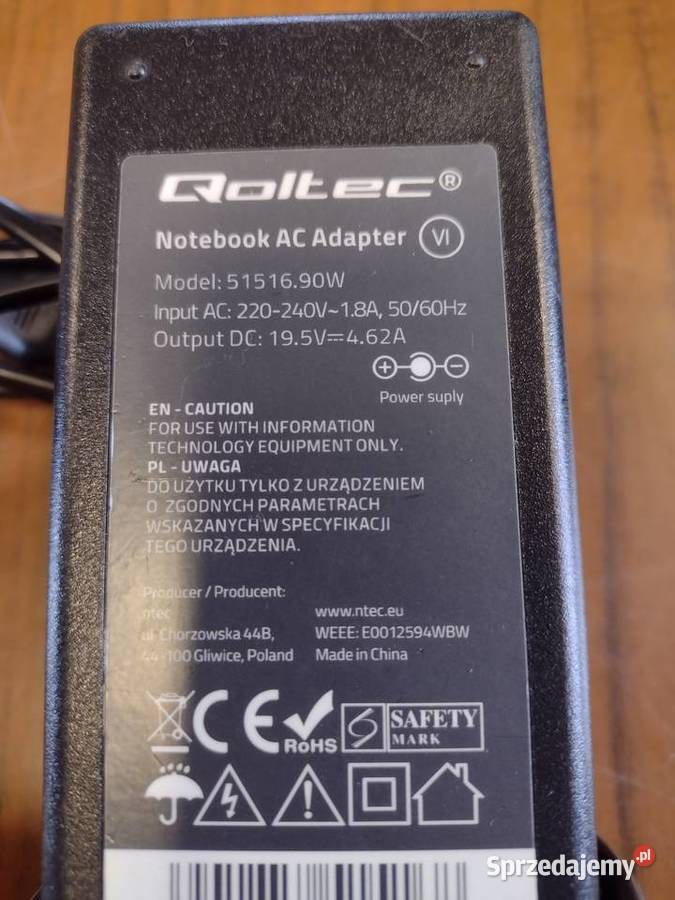 Qoltec®
Notebook AC Adapter VI
Model: 51516.90W
Input AC: 220-240V~1.8A, 50/60Hz
Output DC: 19.5V⎓4.62A
Power suply
EN - CAUTION
FOR USE WITH INFORMATION
TECHNOLOGY EQUIPMENT ONLY.
PL - UWAGA
DO UŻYTKU TYLKO Z URZĄDZENIEM
O ZGODNYCH PARAMETRACH
WSKAZANYCH W SPECYFIKACJI
TEGO URZĄDZENIA.
Producer / Producent:
ntec
ul. Chorzowska 44B,
44-100 Gliwice, Poland
www.ntec.eu
WEEE: E0012594WBW
Made in China
CE
RoHS
S SAFETY
MARK
Sprzedajemy.pl